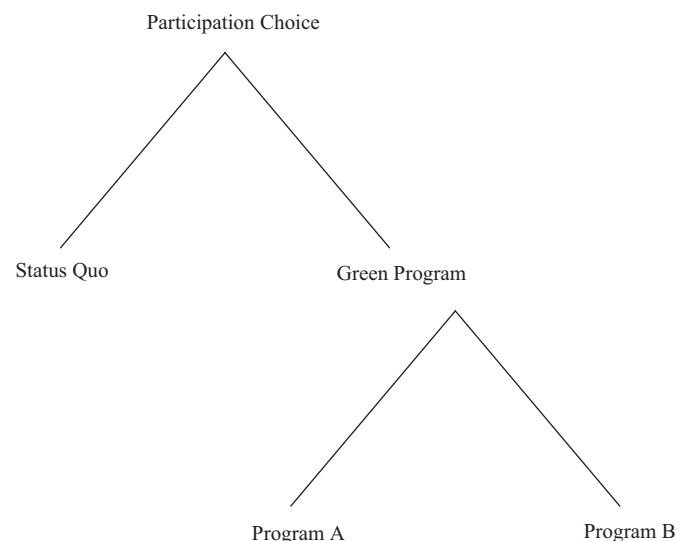 Participation Choice
Status Quo
Green Program
Program A
Program B